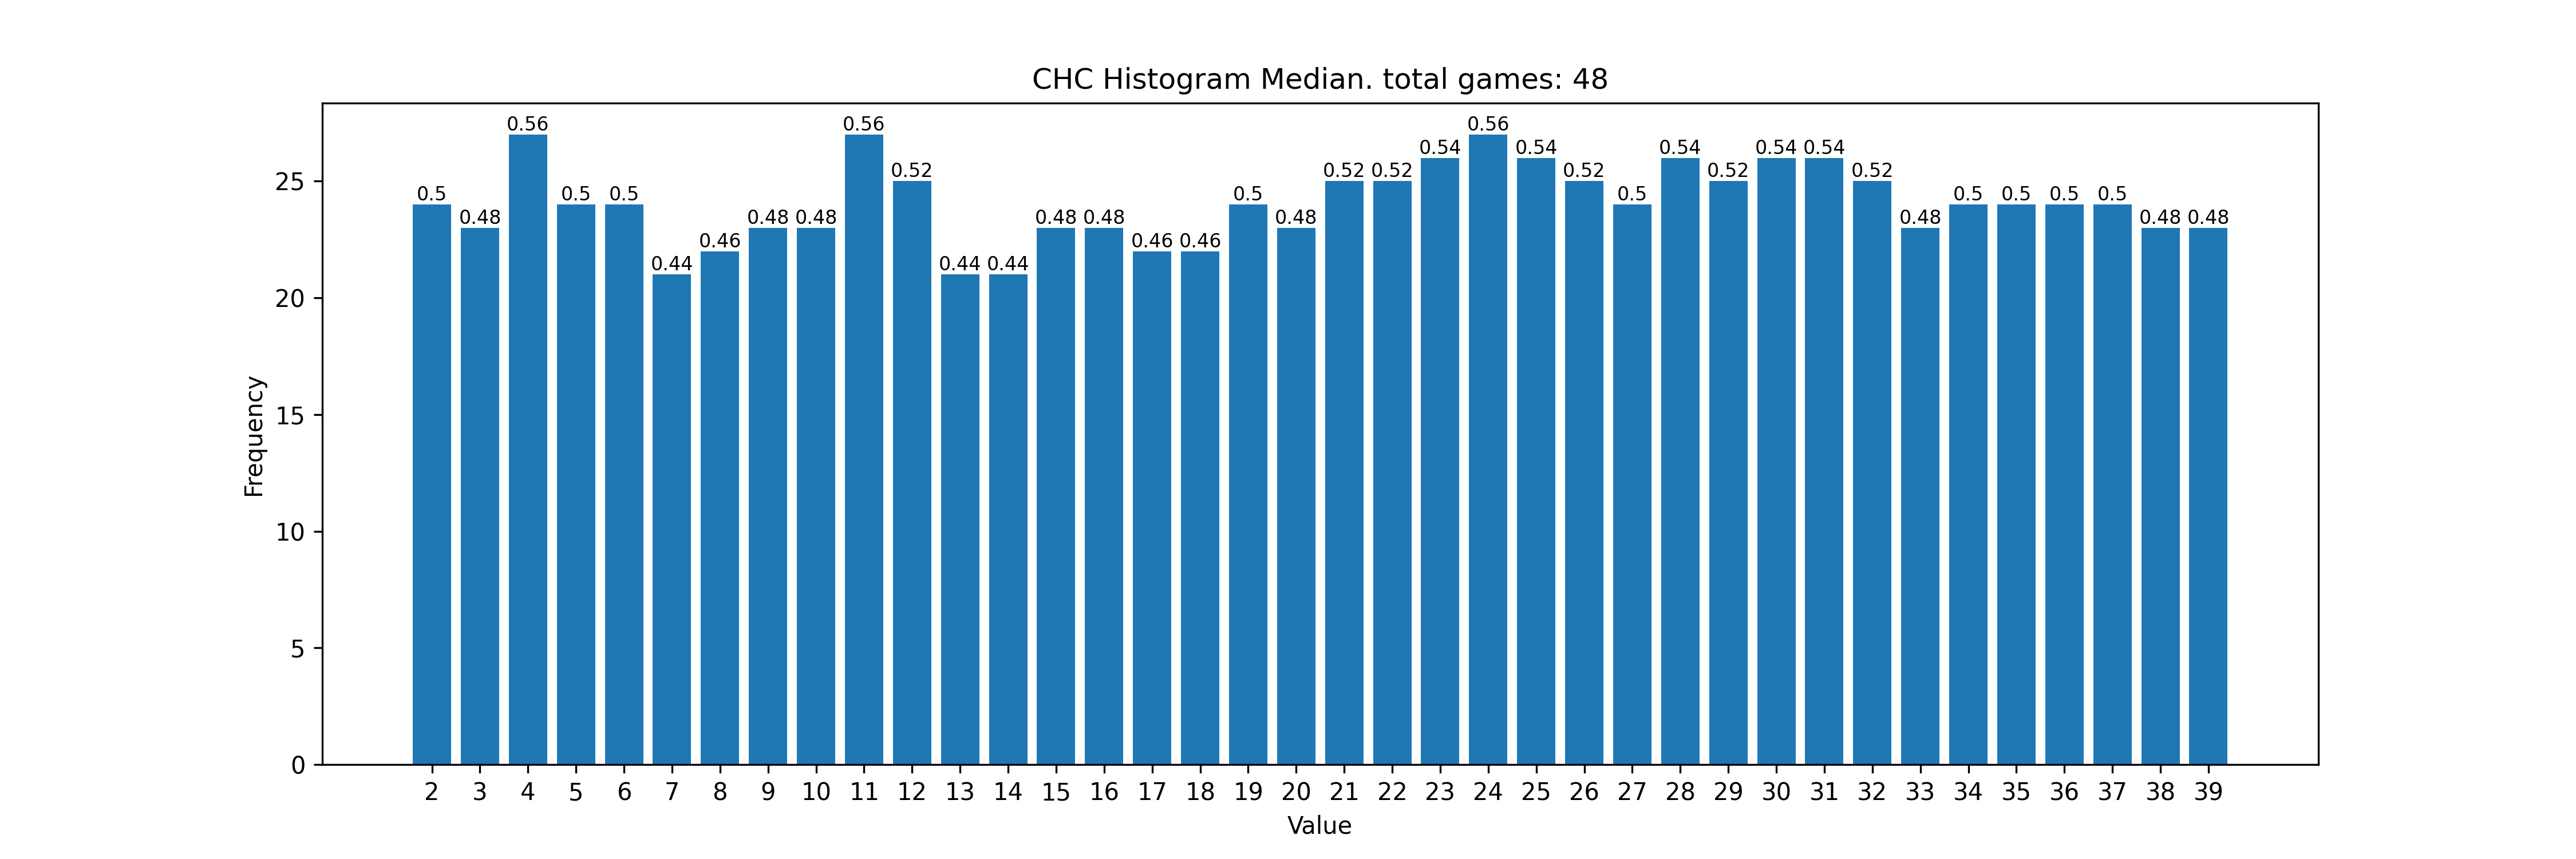 CHC Histogram Median. total games: 48
0.5 0.48 0.56 0.5 0.5 0.44 0.46 0.48 0.48 0.56 0.52 0.44 0.44 0.48 0.48 0.46 0.46 0.5 0.48 0.52 0.52 0.54 0.56 0.54 0.52 0.5 0.54 0.52 0.54 0.54 0.52 0.48 0.5 0.5 0.5 0.5 0.48 0.48
25
20
15
10
5
0
Frequency
2 3 4 5 6 7 8 9 10 11 12 13 14 15 16 17 18 19 20 21 22 23 24 25 26 27 28 29 30 31 32 33 34 35 36 37 38 39
Value